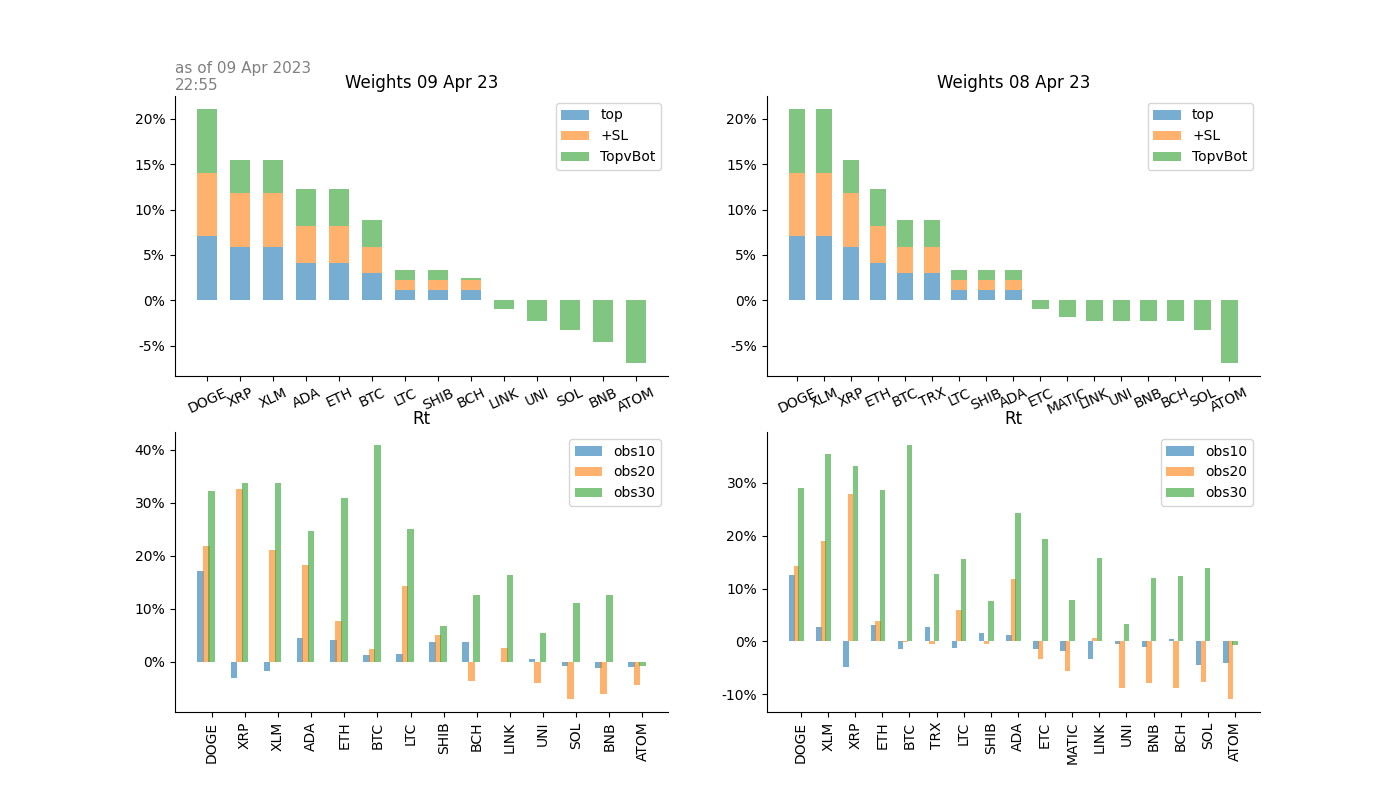 as of 09 Apr 2023
22:55
Weights 09 Apr 23
20%
15%
10%
5%
0%
-5%
top
+SL
TopvBot
DOGE XRP XLM ADA ETH BTC LTC SHIB BCH LINK UNI SOL BNB ATOM
Weights 08 Apr 23
20%
15%
10%
5%
0%
-5%
top
+SL
TopvBot
DOGE XLM XRP ETH BTC TRX LTC SHIB ADA ETC MATIC LINK UNI BNB BCH SOL ATOM
Rt
40%
30%
20%
10%
0%
obs10
obs20
obs30
DOGE XRP XLM ADA ETH BTC LTC SHIB BCH LINK UNI SOL BNB ATOM
Rt
30%
20%
10%
0%
-10%
obs10
obs20
obs30
DOGE XLM XRP ETH BTC TRX LTC SHIB ADA ETC MATIC LINK UNI BNB BCH SOL ATOM